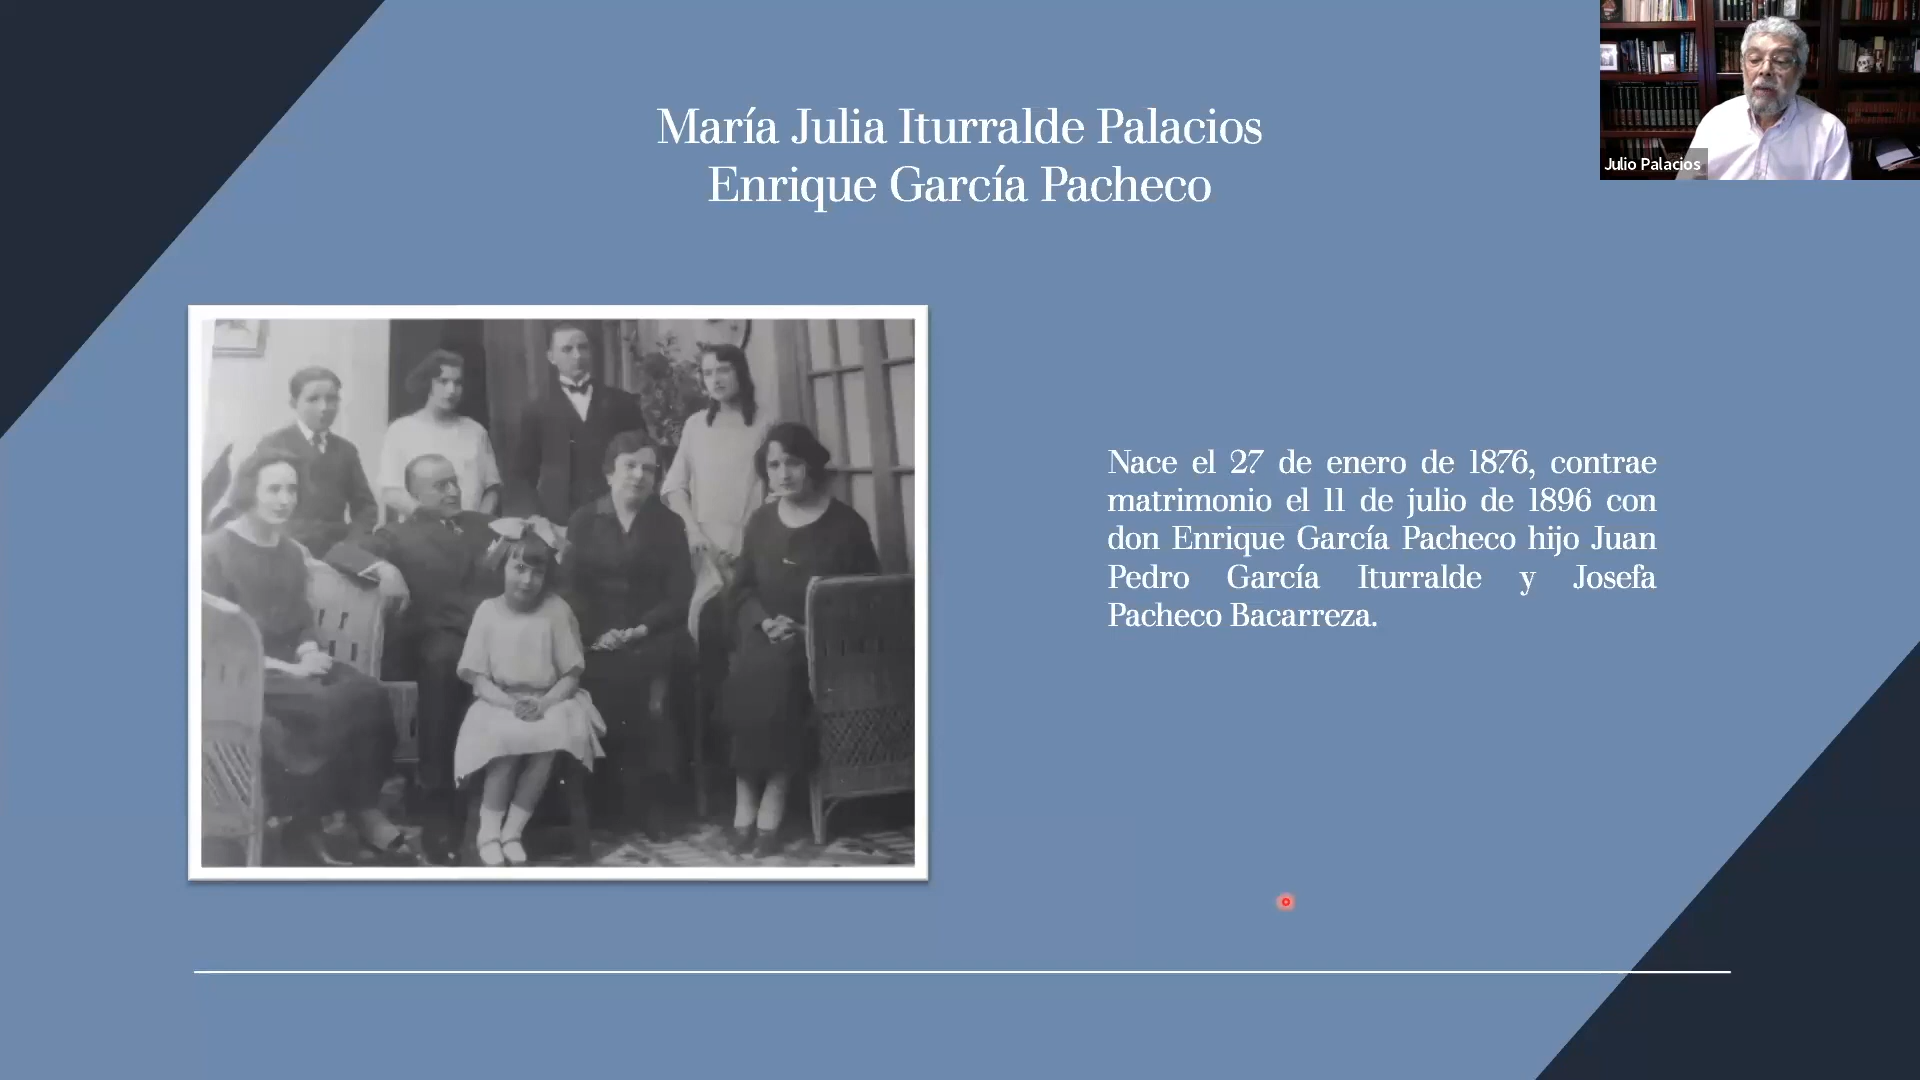 María Julia Iturralde Palacios
Enrique García Pacheco
Julio Palacios
Nace el 27 de enero de 1876, contrae
matrimonio el 11 de julio de 1896 con
don Enrique García Pacheco hijo Juan
Pedro García Iturralde y Josefa
Pacheco Bacarreza.